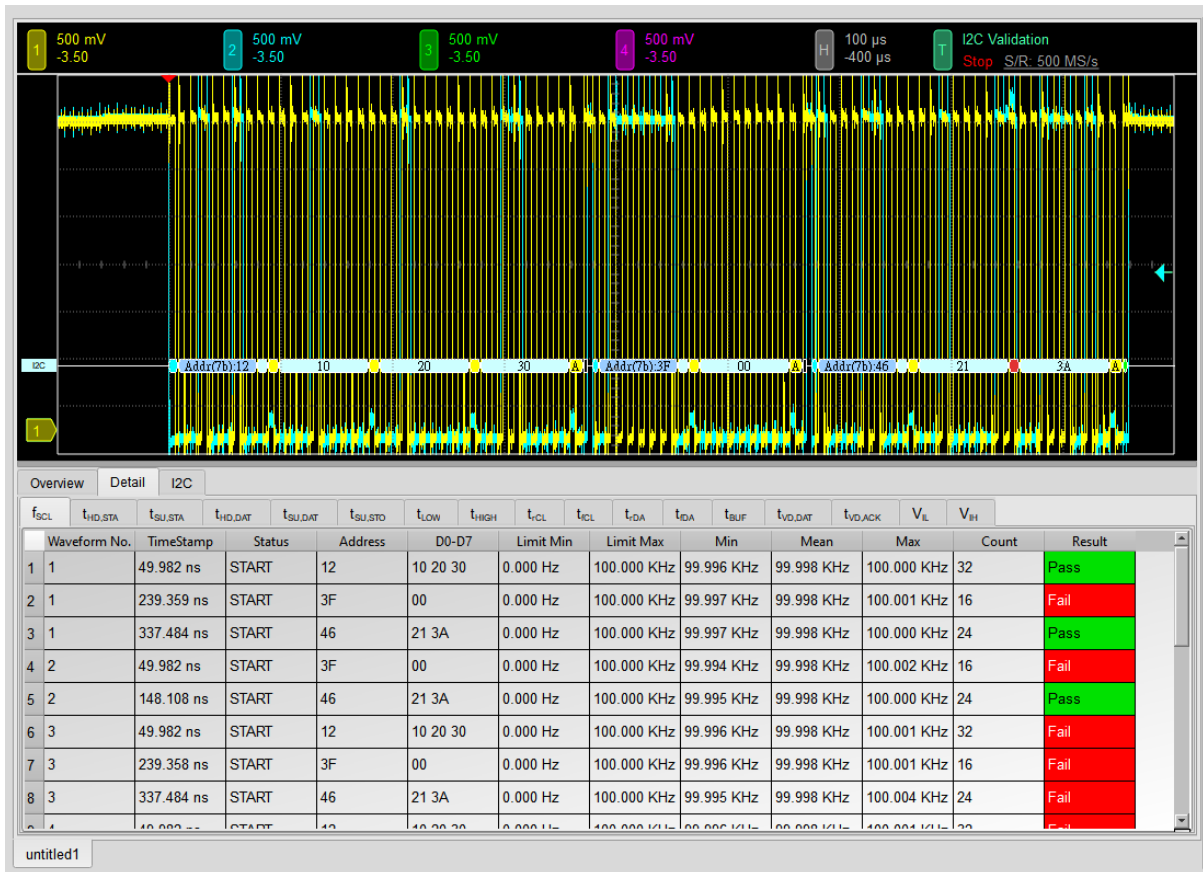 1 500 mV -3.50 2 500 mV -3.50 3 500 mV -3.50 4 500 mV -3.50 H 100 µs -400 µs T I2C Validation Stop S/R: 500 MS/s
I2C Addr(7b):12 10 20 30 A Addr(7b):3F 00 A Addr(7b):46 21 3A A
1
Overview Detail I2C
fSCL tHD,STA tSU,STA tHD,DAT tSU,DAT tSU,STO tLOW tHIGH trCL tfCL trDA tfDA tBUF tVD,DAT tVD,ACK VIL VIH
Waveform No. TimeStamp Status Address D0-D7 Limit Min Limit Max Min Mean Max Count Result
1 1 49.982 ns START 12 10 20 30 0.000 Hz 100.000 KHz 99.996 KHz 99.998 KHz 100.000 KHz 32 Pass
2 1 239.359 ns START 3F 00 0.000 Hz 100.000 KHz 99.997 KHz 99.998 KHz 100.001 KHz 16 Fail
3 1 337.484 ns START 46 21 3A 0.000 Hz 100.000 KHz 99.997 KHz 99.998 KHz 100.000 KHz 24 Pass
4 2 49.982 ns START 3F 00 0.000 Hz 100.000 KHz 99.994 KHz 99.998 KHz 100.002 KHz 16 Fail
5 2 148.108 ns START 46 21 3A 0.000 Hz 100.000 KHz 99.995 KHz 99.998 KHz 100.000 KHz 24 Pass
6 3 49.982 ns START 12 10 20 30 0.000 Hz 100.000 KHz 99.996 KHz 99.998 KHz 100.001 KHz 32 Fail
7 3 239.358 ns START 3F 00 0.000 Hz 100.000 KHz 99.996 KHz 99.998 KHz 100.001 KHz 16 Fail
8 3 337.484 ns START 46 21 3A 0.000 Hz 100.000 KHz 99.995 KHz 99.998 KHz 100.004 KHz 24 Fail
untitled1